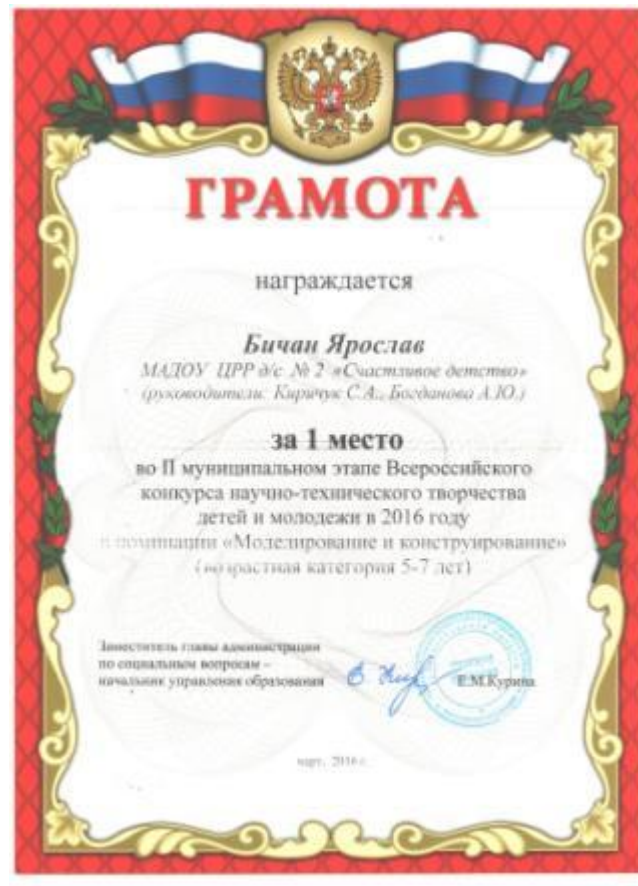 ГРАМОТА
награждается
Бичан Ярослав
МАДОУ ЦРР д/с № 2 «Счастливое детство»
(руководители: Киричук С.А., Богданова А.Ю.)
за 1 место
во II муниципальном этапе Всероссийского
конкурса научно-технического творчества
детей и молодежи в 2016 году
в номинации «Моделирование и конструирование»
(возрастная категория 5-7 лет)
Заместитель главы администрации
по социальным вопросам –
начальник управления образования
Е.М.Курина
март, 2016 г.